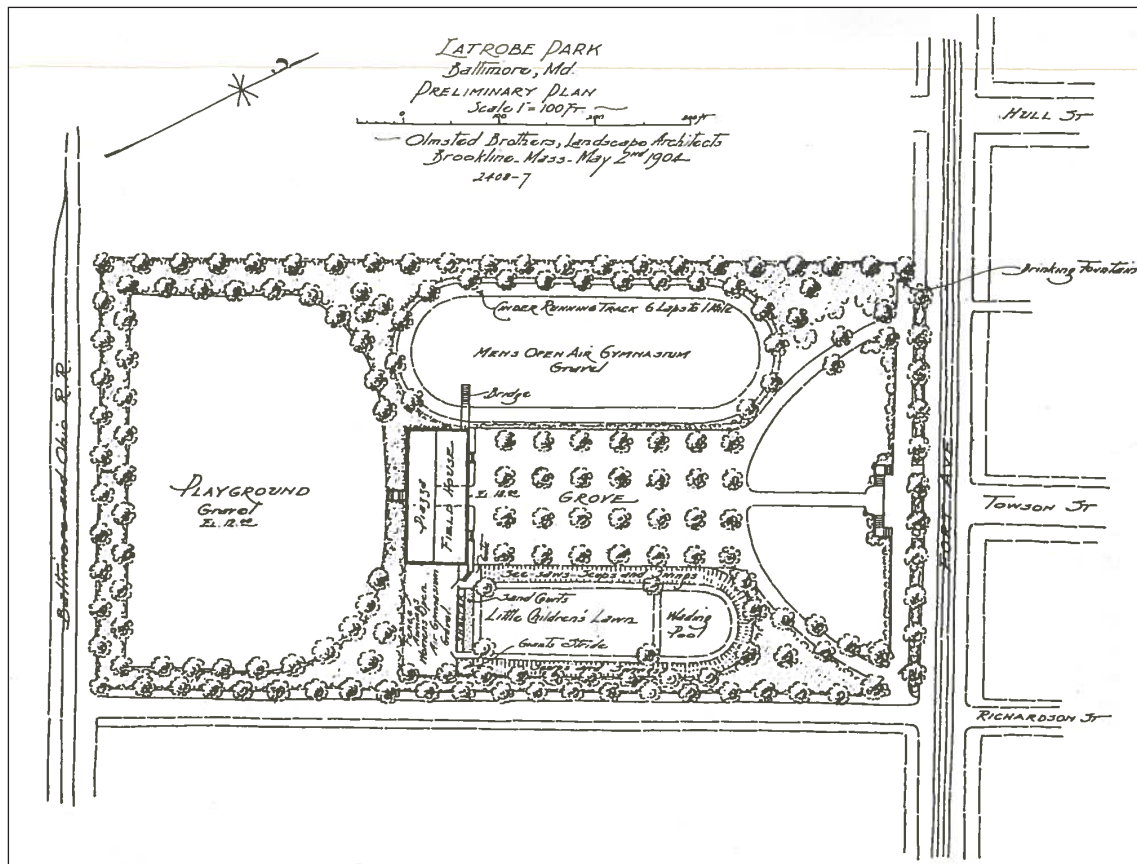 LATROBE PARK
Baltimore, Md.
PRELIMINARY PLAN
Scale 1"=100 Ft
0 100 200 300 ft
Olmsted Brothers, Landscape Architects
Brookline-Mass-May 2nd 1904
2408-7
HULL ST
Drinking Fountain
CINDER RUNNING TRACK 6 Laps to 1 Mile
MENS OPEN AIR GYMNASIUM
Gravel
Bridge
PLAYGROUND
Gravel
EL. 12.00
Piazza
FIELD HOUSE
EL. 18.00
GROVE
TOWSON ST
FORT AVE
Baltimore and Ohio R.R.
See-saws-Scups and
Sand Courts
Little Children's Lawn
Wading
Pool
Giants Stride
Womens Open
Air Gymnasium
Gravel
RICHARDSON ST